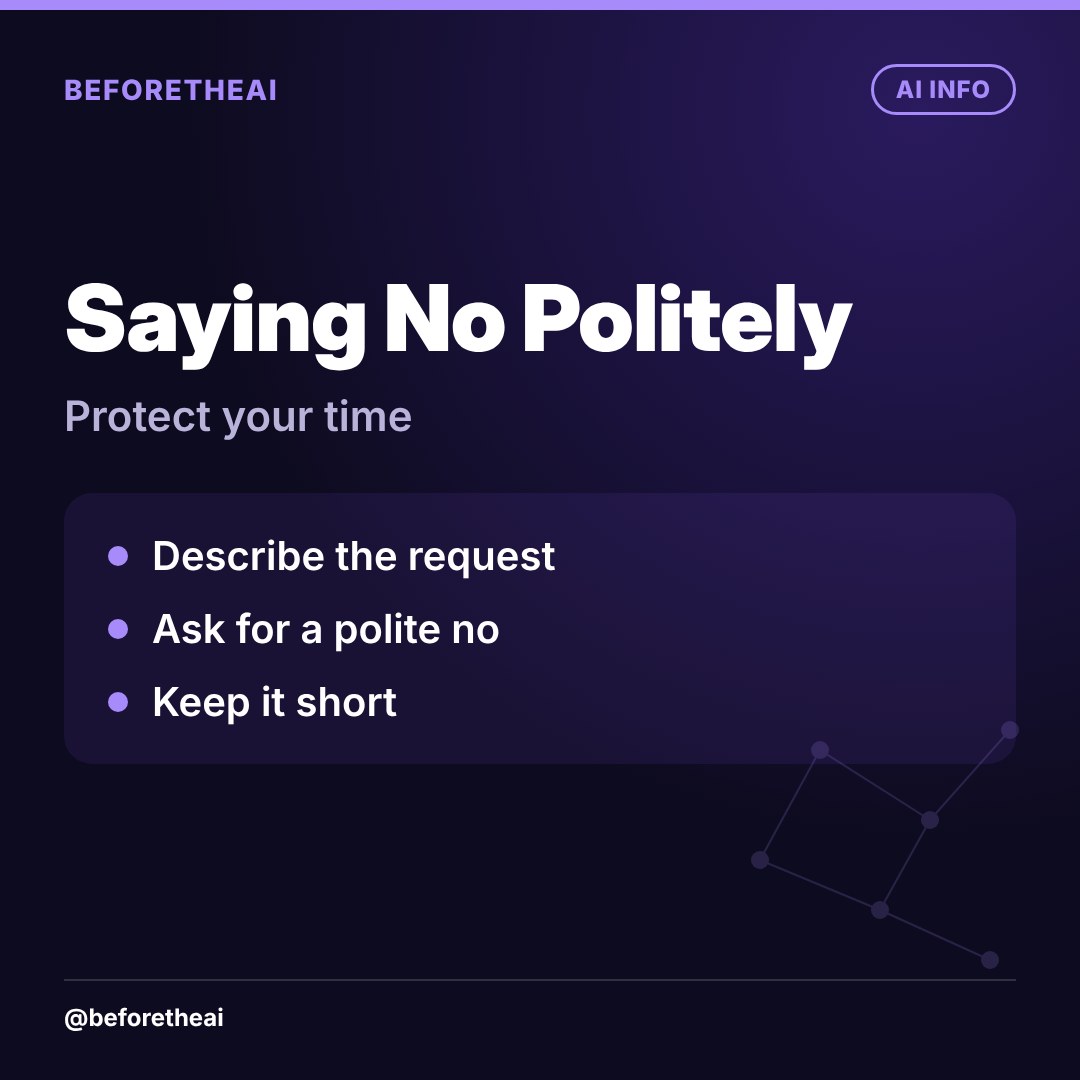 BEFORETHEAI
AI INFO
Saying No Politely
Protect your time
Describe the request
Ask for a polite no
Keep it short
@beforetheai